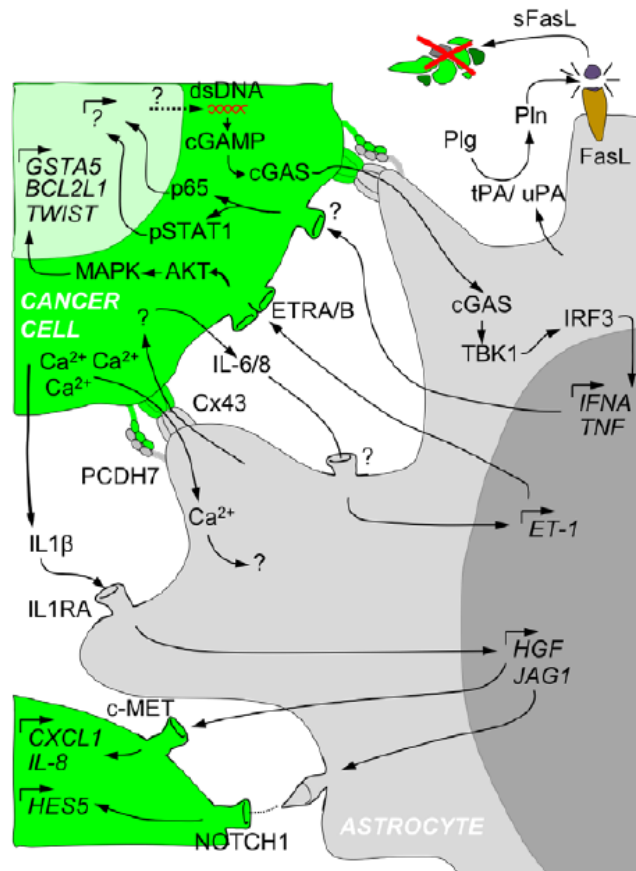 sFasL
?
dsDNA
?
cGAMP
Plg
Pln
FasL
GSTA5
BCL2L1
TWIST
p65
cGAS
tPA/ uPA
pSTAT1
?
MAPK
AKT
CANCER
CELL
ETRA/B
cGAS
IRF3
?
TBK1
Ca²⁺ Ca²⁺
Ca²⁺
IL-6/8
IFNA
TNF
Cx43
PCDH7
?
Ca²⁺
ET-1
IL1β
?
IL1RA
HGF
JAG1
c-MET
CXCL1
IL-8
HES5
NOTCH1
ASTROCYTE